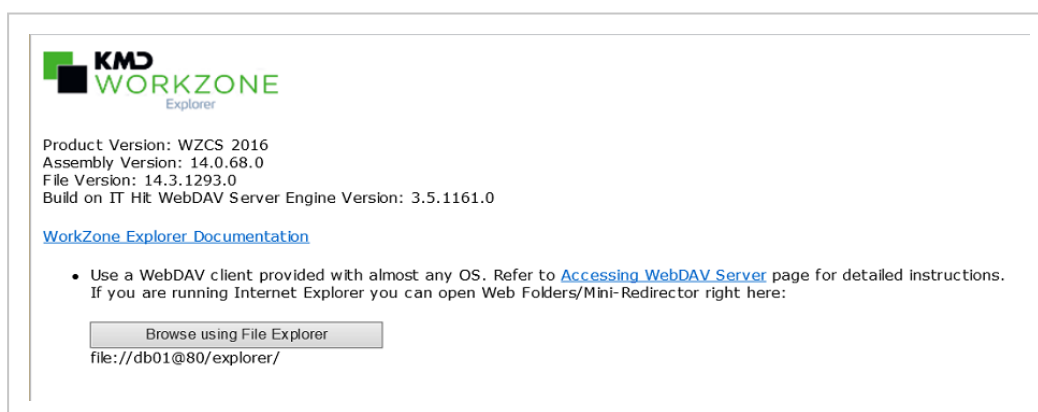 KMD
WORKZONE
Explorer
Product Version: WZCS 2016
Assembly Version: 14.0.68.0
File Version: 14.3.1293.0
Build on IT Hit WebDAV Server Engine Version: 3.5.1161.0
WorkZone Explorer Documentation
• Use a WebDAV client provided with almost any OS. Refer to Accessing WebDAV Server page for detailed instructions.
If you are running Internet Explorer you can open Web Folders/Mini-Redirector right here:
Browse using File Explorer
file://db01@80/explorer/